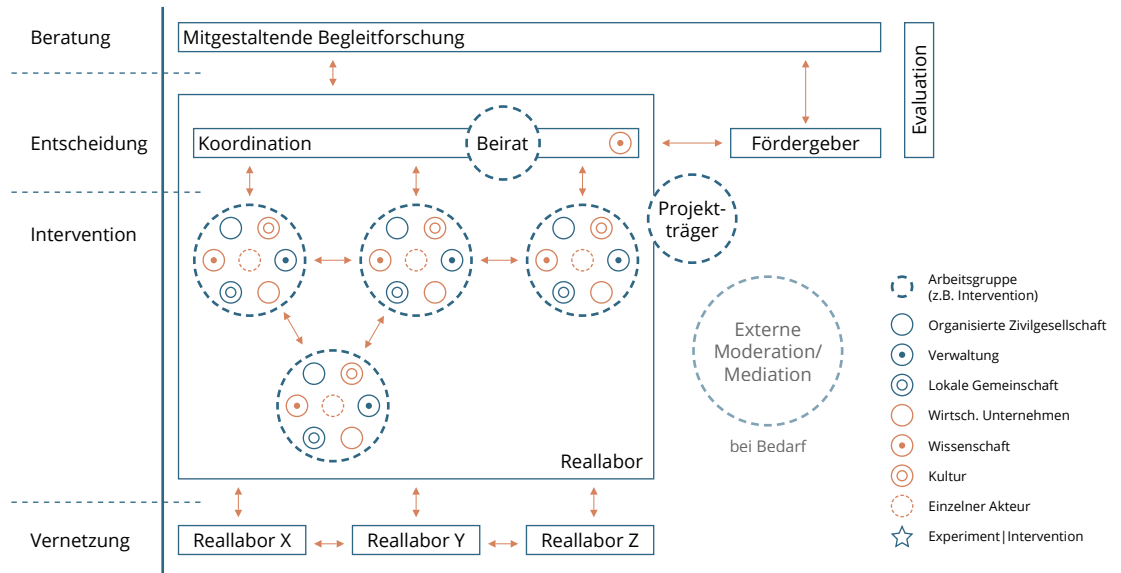 Beratung
Mitgestaltende Begleitforschung
Evaluation
Entscheidung
Koordination
Beirat
Fördergeber
Projekt-
träger
Intervention
Externe
Moderation/
Mediation
bei Bedarf
Reallabor
Vernetzung
Reallabor X
Reallabor Y
Reallabor Z
Arbeitsgruppe
(z.B. Intervention)
Organisierte Zivilgesellschaft
Verwaltung
Lokale Gemeinschaft
Wirtsch. Unternehmen
Wissenschaft
Kultur
Einzelner Akteur
Experiment|Intervention